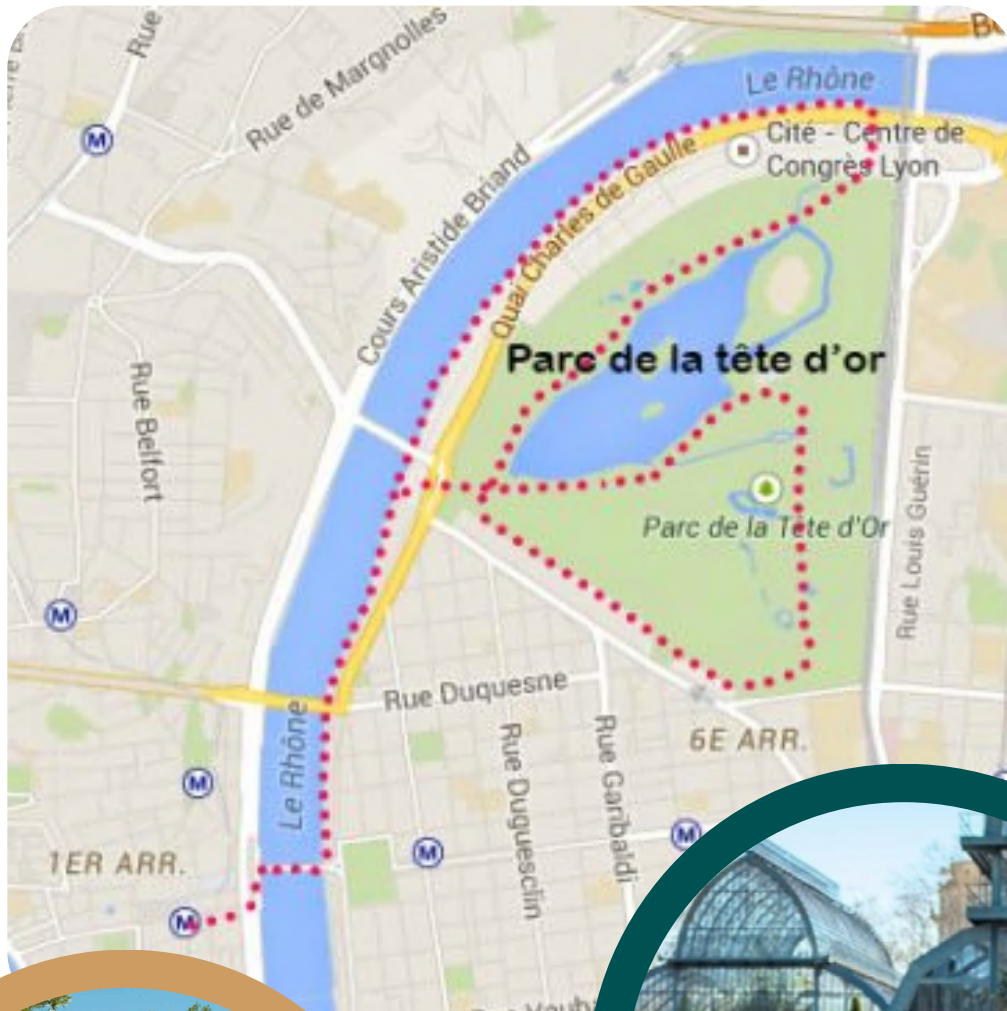 Rue
Rue de Margnolles
Le Rhône
M
Cité - Centre de
Congrès Lyon
Cours Aristide Briand
Quai Charles de Gaulle
Parc de la tête d'or
Rue Belfort
Parc de la Tête d'Or
Rue Louis Guérin
M
Rue Duquesne
Le Rhône
Rue Duguesclin
Rue Garibaldi
6E ARR.
M
M
M
1ER ARR.
M